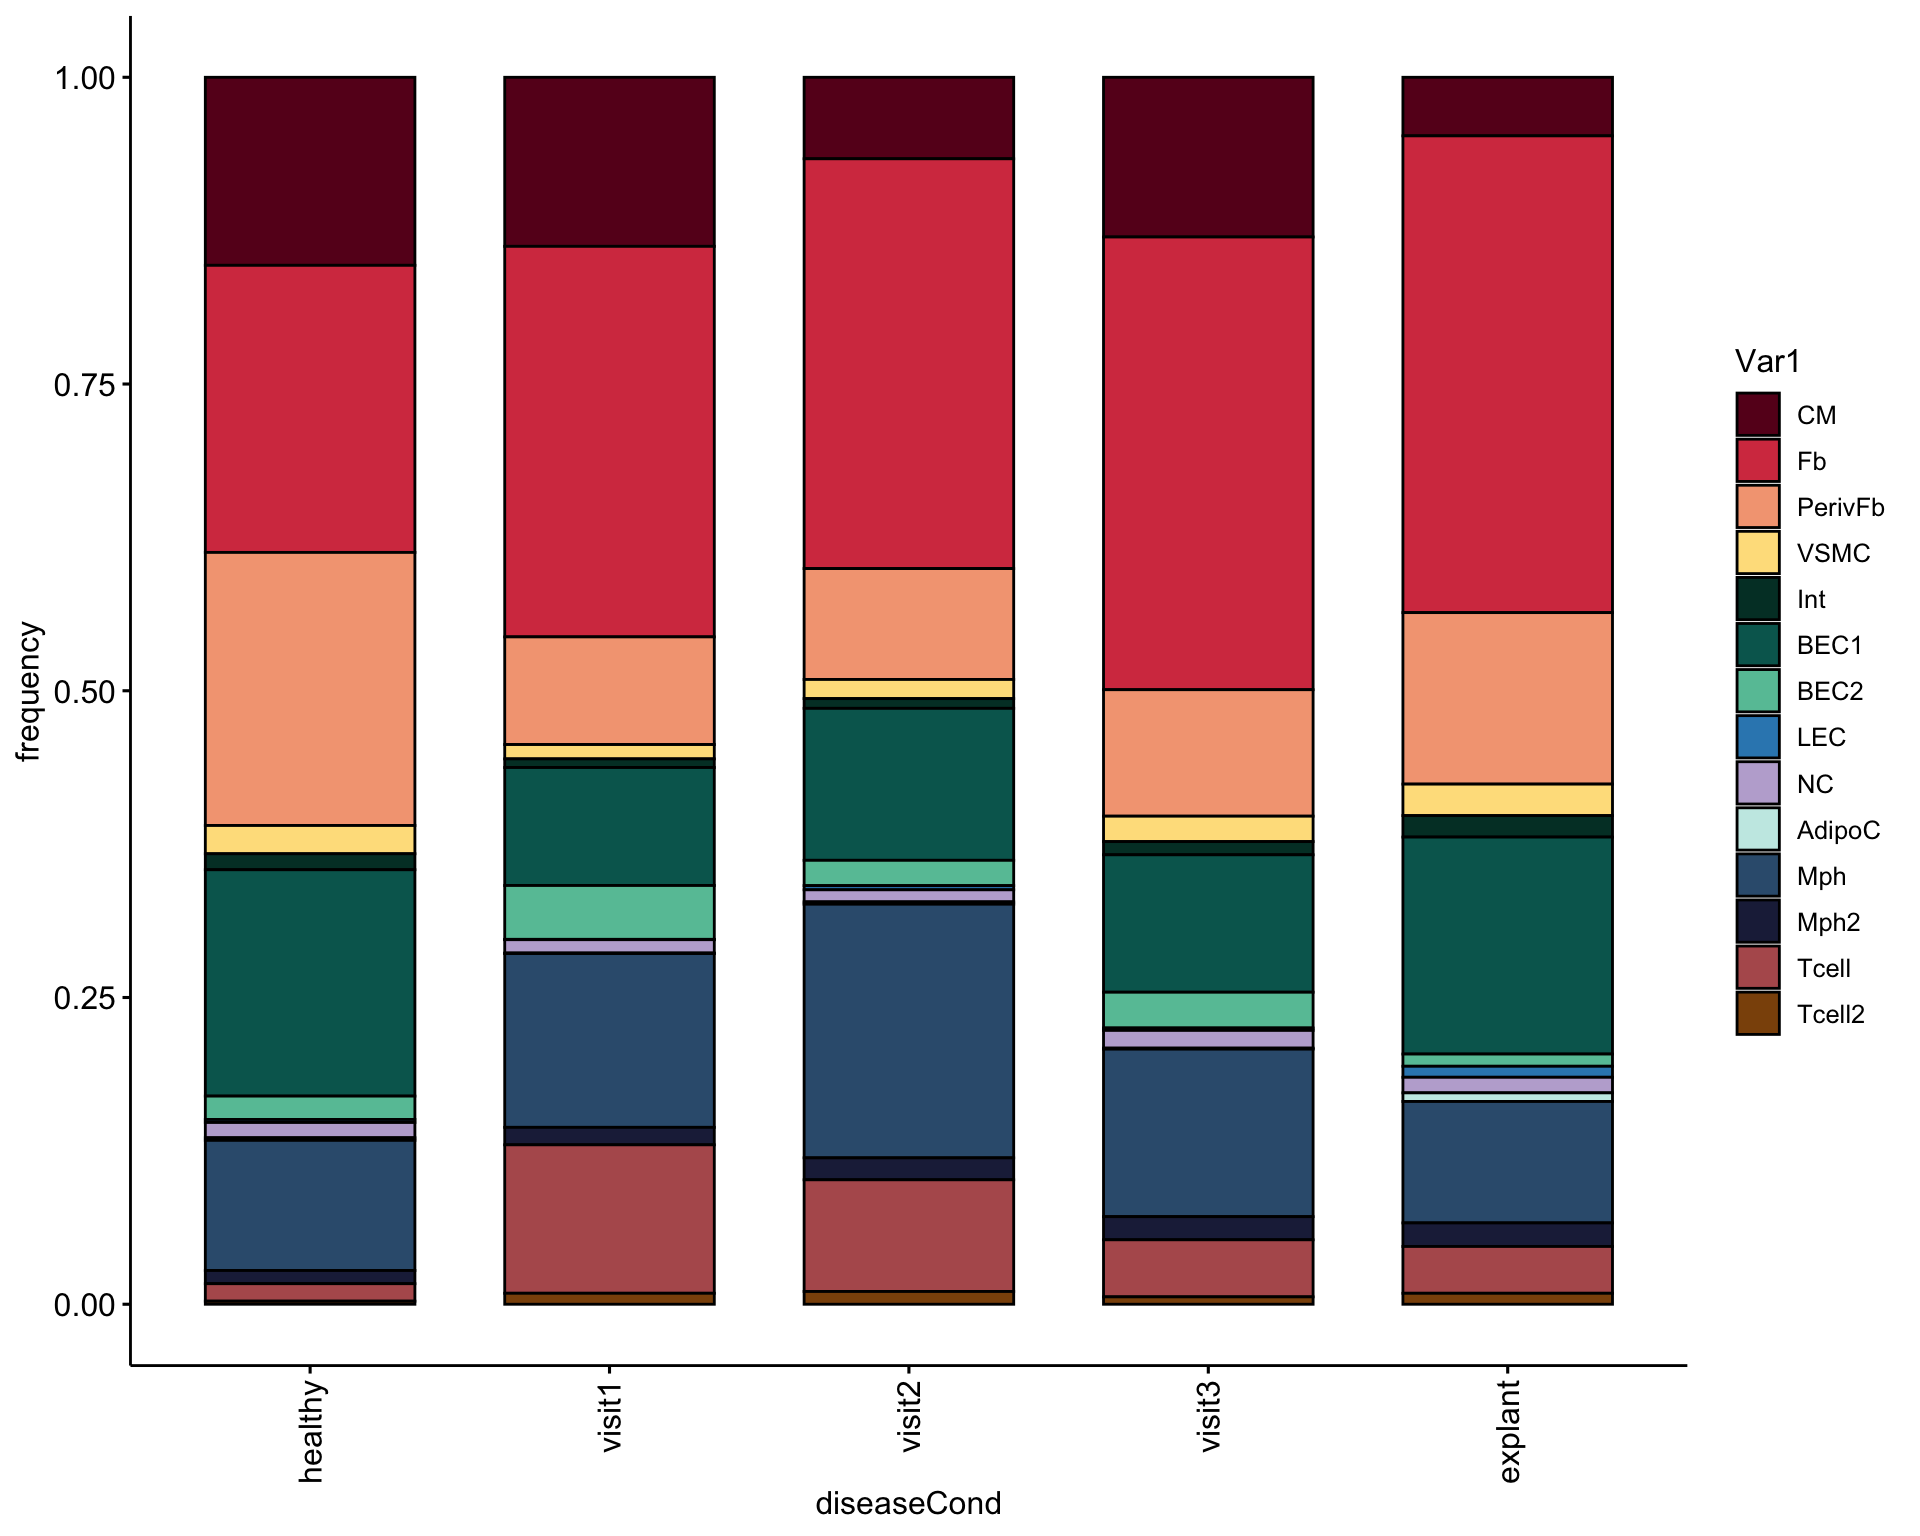 1.00
0.75
0.50
0.25
0.00
frequency
healthy
visit1
visit2
visit3
explant
diseaseCond
Var1
CM
Fb
PerivFb
VSMC
Int
BEC1
BEC2
LEC
NC
AdipoC
Mph
Mph2
Tcell
Tcell2